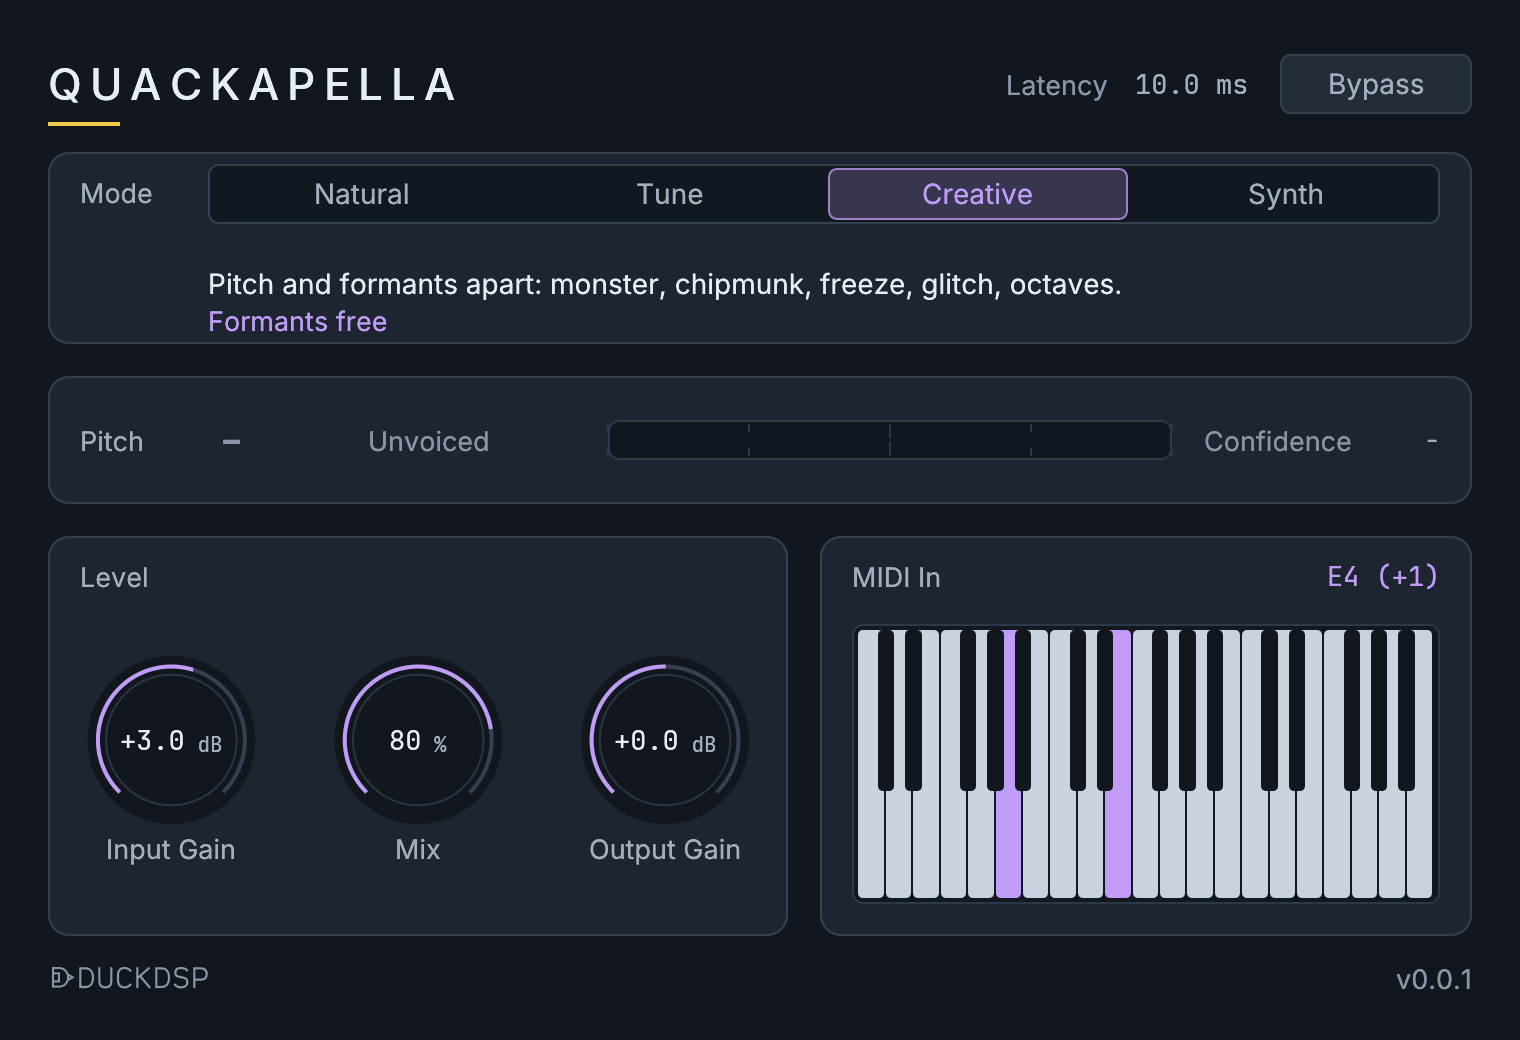 QUACKAPELLA
Latency 10.0 ms Bypass
Mode Natural Tune Creative Synth
Pitch and formants apart: monster, chipmunk, freeze, glitch, octaves.
Formants free
Pitch – Unvoiced Confidence -
Level
MIDI In E4 (+1)
+3.0 dB 80 % +0.0 dB
Input Gain Mix Output Gain
DUCKDSP
v0.0.1